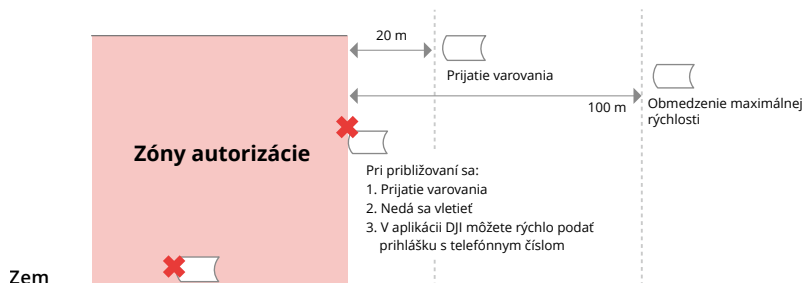 20 m
Prijatie varovania
100 m
Obmedzenie maximálnej
rýchlosti
Zóny autorizácie
Pri približovaní sa:
1. Prijatie varovania
2. Nedá sa vletieť
3. V aplikácii DJI môžete rýchlo podať
prihlášku s telefónnym číslom
Zem